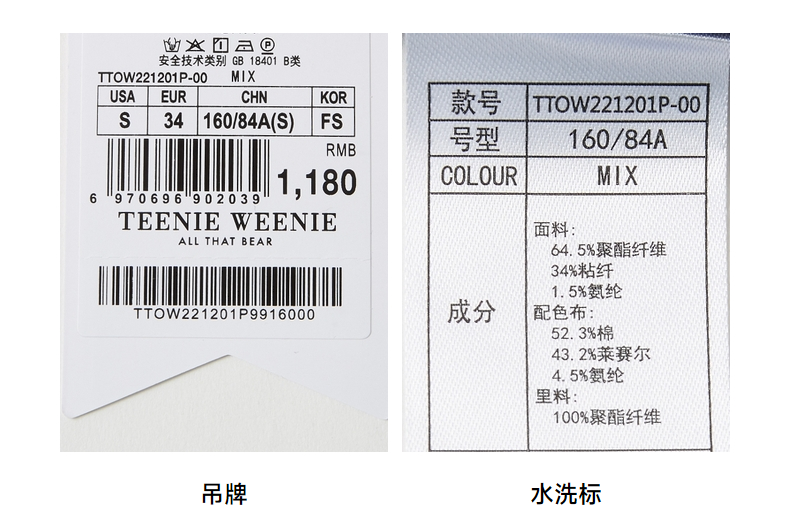 安全技术类别 GB 18401 B类
TTOW221201P-00 MIX
USA EUR CHN KOR
S 34 160/84A(S) FS
RMB
1,180
6 970696 902039
TEENIE WEENIE
ALL THAT BEAR
TTOW221201P9916000
吊牌
款号 TTOW221201P-00
号型 160/84A
COLOUR MIX
成分
面料:
64.5%聚酯纤维
34%粘纤
1.5%氨纶
配色布:
52.3%棉
43.2%莱赛尔
4.5%氨纶
里料:
100%聚酯纤维
水洗标